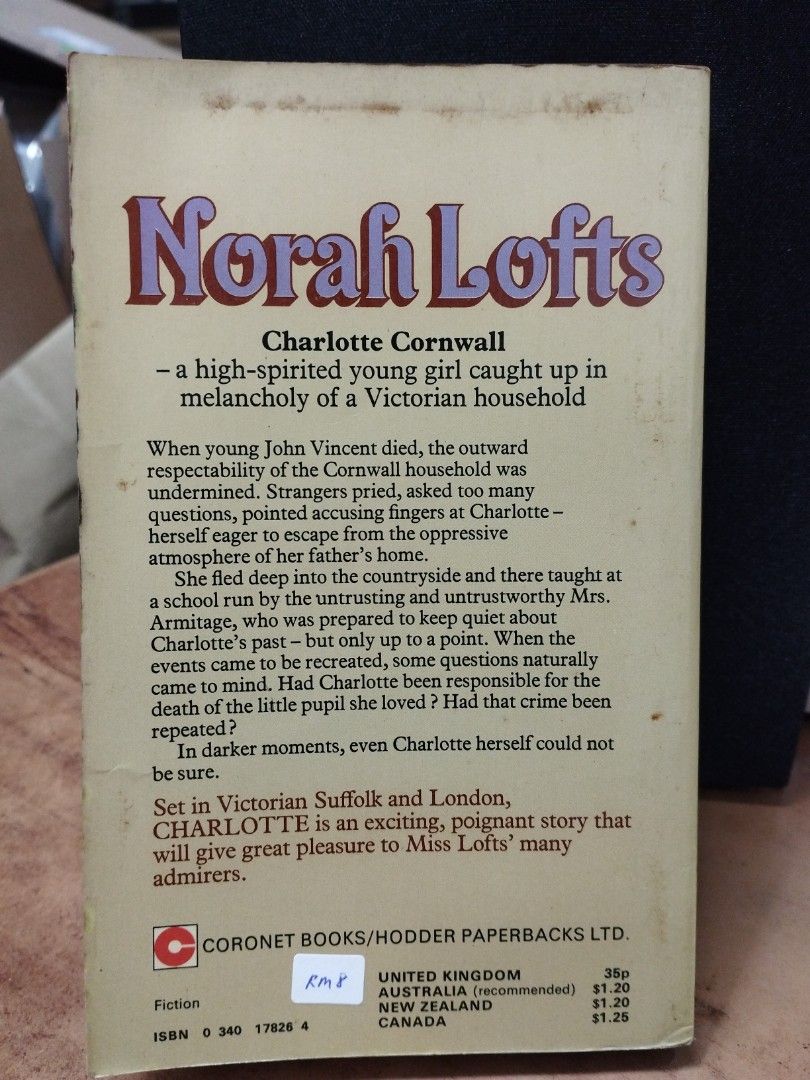 Norah Lofts
Charlotte Cornwall
– a high-spirited young girl caught up in
melancholy of a Victorian household
When young John Vincent died, the outward
respectability of the Cornwall household was
undermined. Strangers pried, asked too many
questions, pointed accusing fingers at Charlotte –
herself eager to escape from the oppressive
atmosphere of her father's home.
She fled deep into the countryside and there taught at
a school run by the untrusting and untrustworthy Mrs.
Armitage, who was prepared to keep quiet about
Charlotte's past – but only up to a point. When the
events came to be recreated, some questions naturally
came to mind. Had Charlotte been responsible for the
death of the little pupil she loved ? Had that crime been
repeated ?
In darker moments, even Charlotte herself could not
be sure.
Set in Victorian Suffolk and London,
CHARLOTTE is an exciting, poignant story that
will give great pleasure to Miss Lofts' many
admirers.
CORONET BOOKS/HODDER PAPERBACKS LTD.
RM8
UNITED KINGDOM 35p
AUSTRALIA (recommended) $1.20
NEW ZEALAND $1.20
CANADA $1.25
Fiction
ISBN 0 340 17826 4